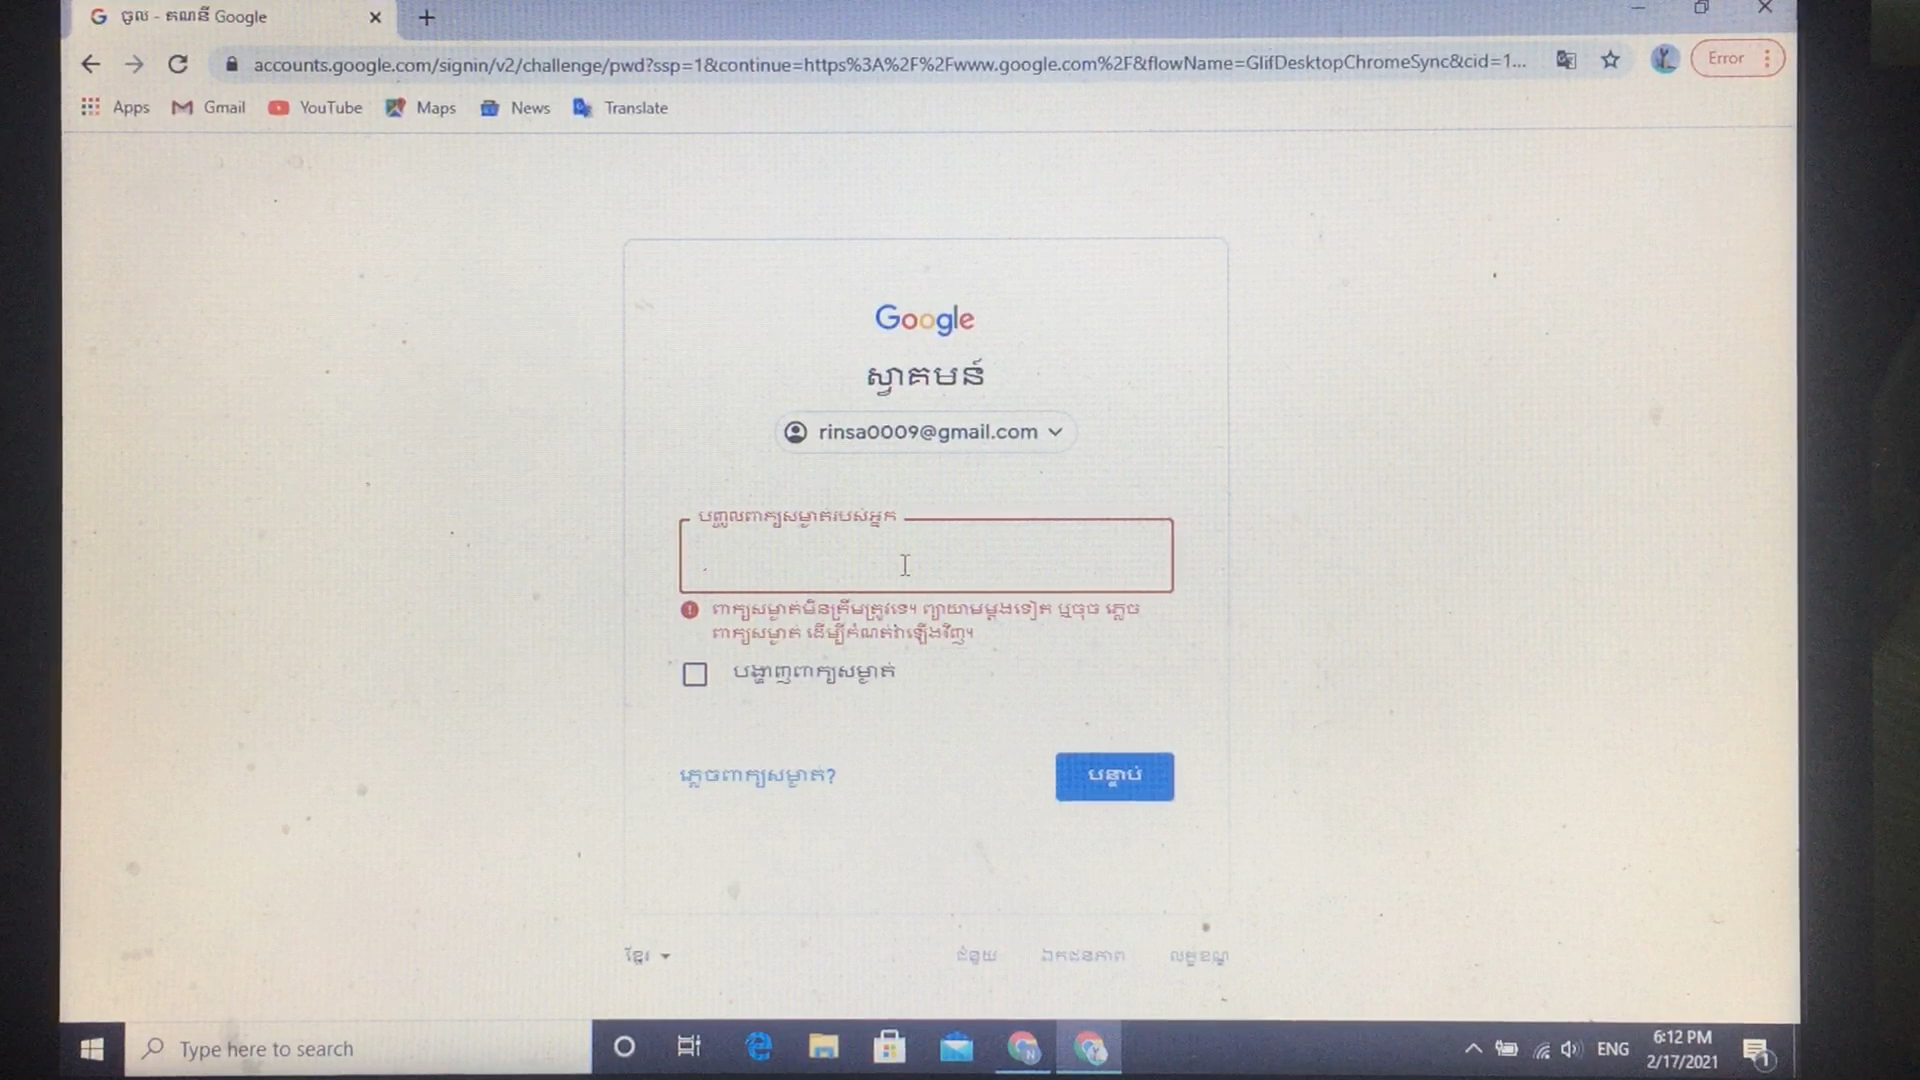 ចូល - គណនី Google
accounts.google.com/signin/v2/challenge/pwd?ssp=1&continue=https%3A%2F%2Fwww.google.com%2F&flowName=GlifDesktopChromeSync&cid=1...
Error
Apps Gmail YouTube Maps News Translate
Google
ស្វាគមន៍
rinsa0009@gmail.com
បញ្ចូលពាក្យសម្ងាត់របស់អ្នក
ពាក្យសម្ងាត់មិនត្រឹមត្រូវទេ។ ព្យាយាមម្ដងទៀត ឬចុច ភ្លេច
ពាក្យសម្ងាត់ ដើម្បីកំណត់វាឡើងវិញ។
បង្ហាញពាក្យសម្ងាត់
ភ្លេចពាក្យសម្ងាត់?
បន្ទាប់
ខ្មែរ
ជំនួយ ឯកជនភាព លក្ខខណ្ឌ
Type here to search
ENG
6:12 PM
2/17/2021
1